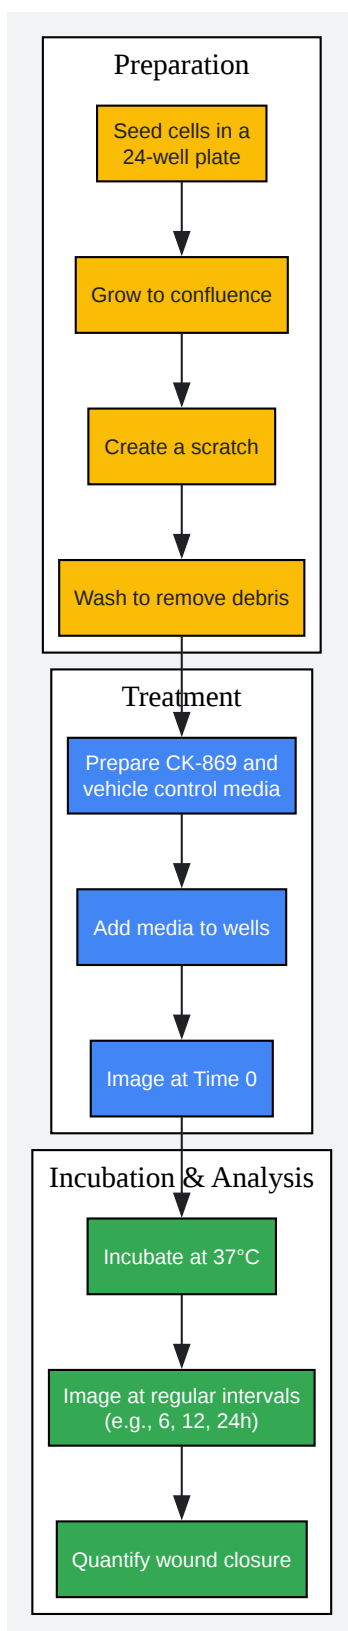 Preparation
Seed cells in a
24-well plate
Grow to confluence
Create a scratch
Wash to remove debris
Treatment
Prepare CK-869 and
vehicle control media
Add media to wells
Image at Time 0
Incubation & Analysis
Incubate at 37°C
Image at regular intervals
(e.g., 6, 12, 24h)
Quantify wound closure